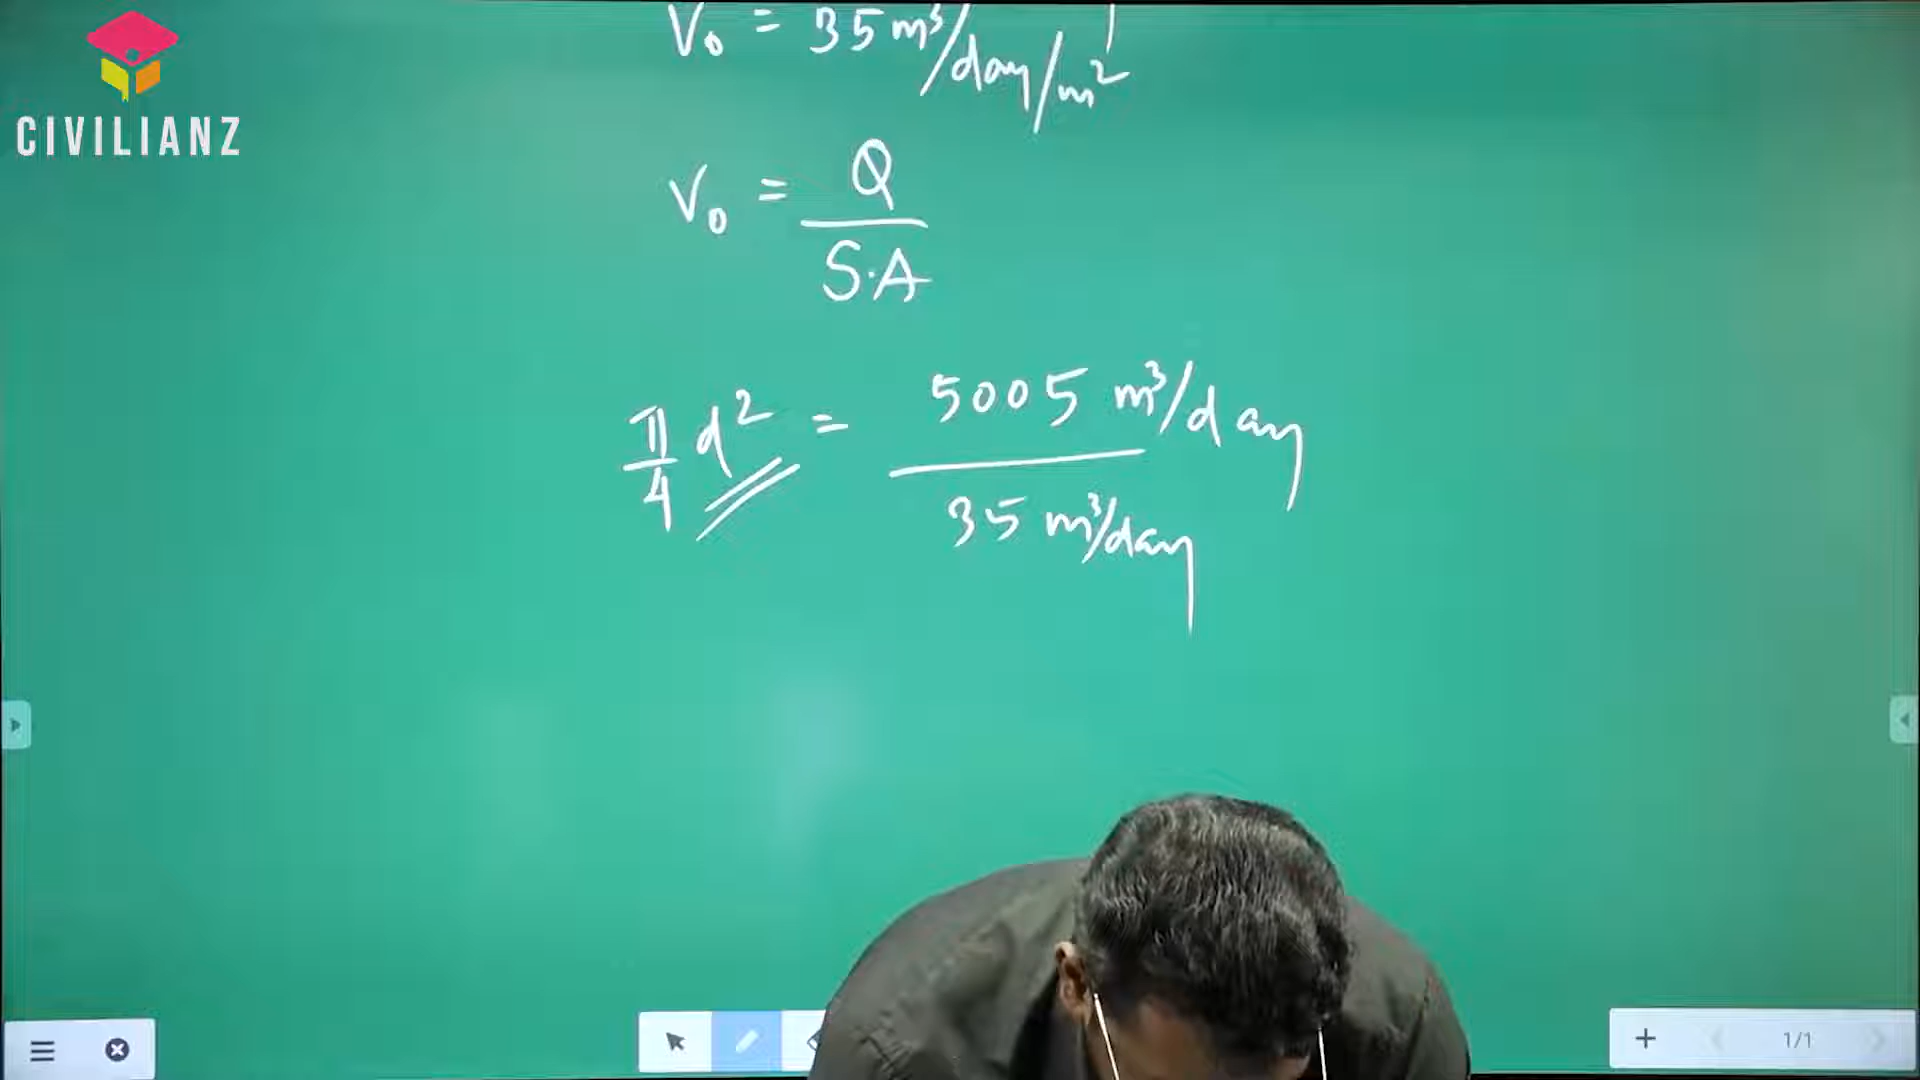 CIVILIANZ
V₀ = 35 m³/day/m²
V₀ = Q / S.A
π/4 d² = 5005 m³/day / 35 m³/day
1/1